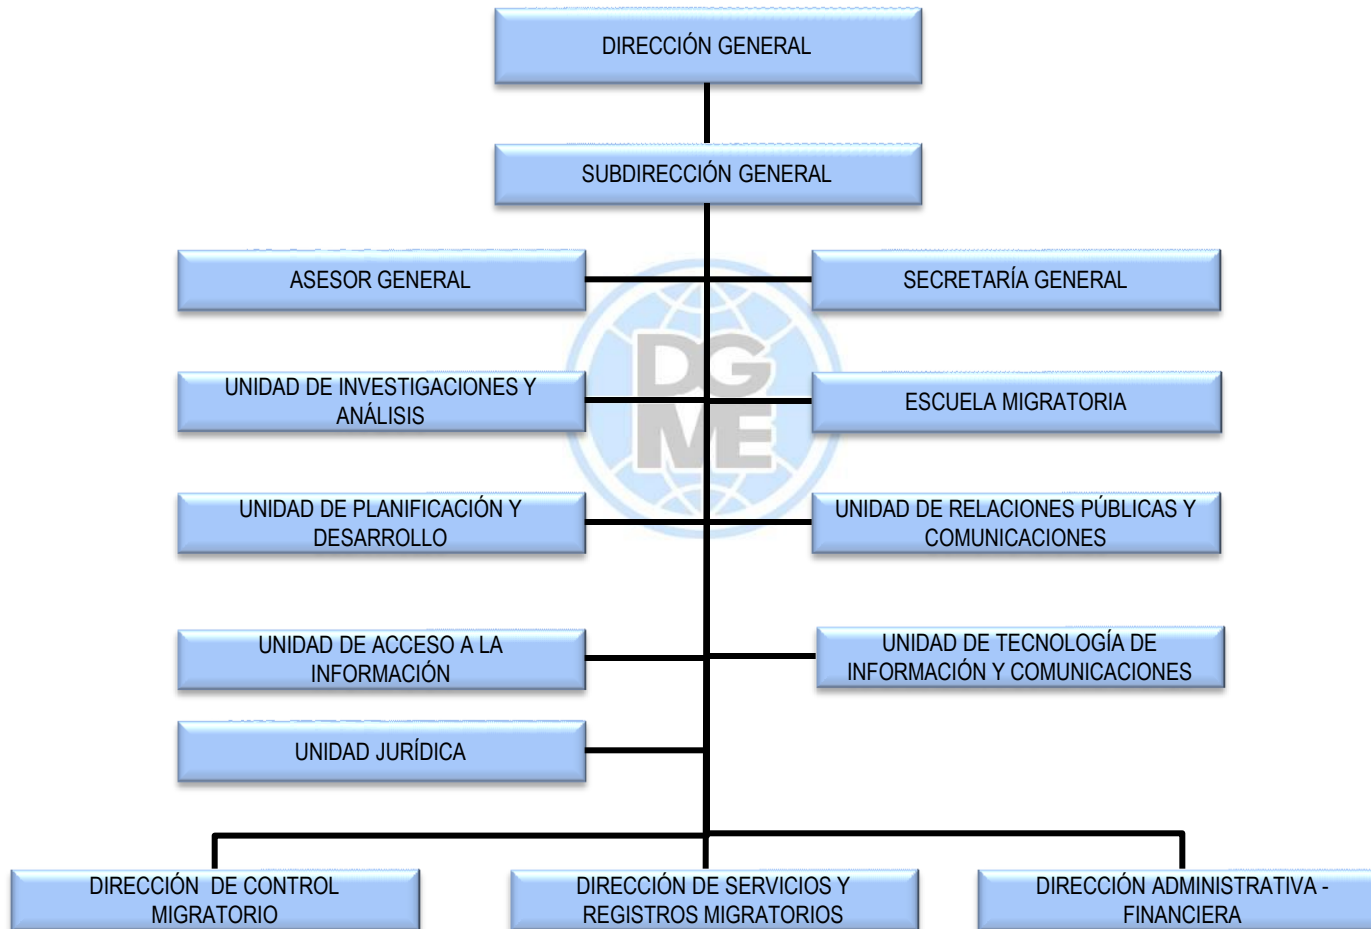 DIRECCIÓN GENERAL
SUBDIRECCIÓN GENERAL
ASESOR GENERAL
SECRETARÍA GENERAL
UNIDAD DE INVESTIGACIONES Y
ANÁLISIS
ESCUELA MIGRATORIA
DG
ME
UNIDAD DE PLANIFICACIÓN Y
DESARROLLO
UNIDAD DE RELACIONES PÚBLICAS Y
COMUNICACIONES
UNIDAD DE ACCESO A LA
INFORMACIÓN
UNIDAD DE TECNOLOGÍA DE
INFORMACIÓN Y COMUNICACIONES
UNIDAD JURÍDICA
DIRECCIÓN  DE CONTROL
MIGRATORIO
DIRECCIÓN DE SERVICIOS Y
REGISTROS MIGRATORIOS
DIRECCIÓN ADMINISTRATIVA -
FINANCIERA